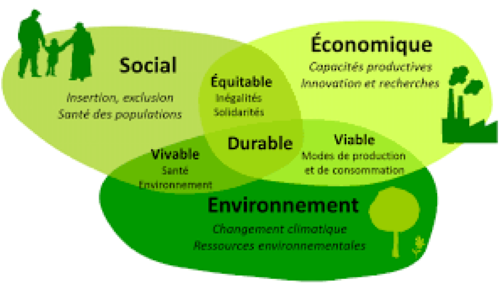 Économique
Capacités productives
Innovation et recherches
Social
Insertion, exclusion
Santé des populations
Équitable
Inégalités
Solidarités
Durable
Viable
Modes de production
et de consommation
Vivable
Santé
Environnement
Environnement
Changement climatique
Ressources environnementales